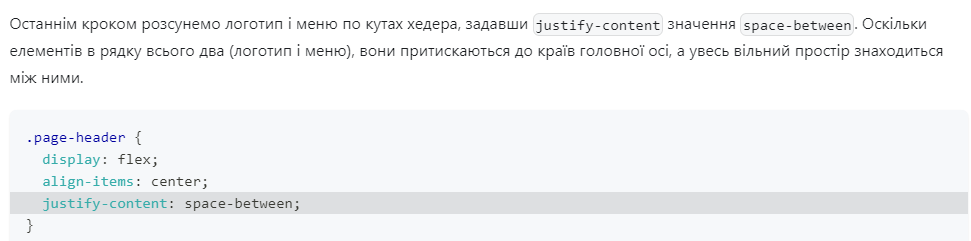 Останнім кроком розсунемо логотип і меню по кутах хедера, задавши justify-content значення space-between. Оскільки
елементів в рядку всього два (логотип і меню), вони притискаються до країв головної осі, а увесь вільний простір знаходиться
між ними.
.page-header {
  display: flex;
  align-items: center;
  justify-content: space-between;
}